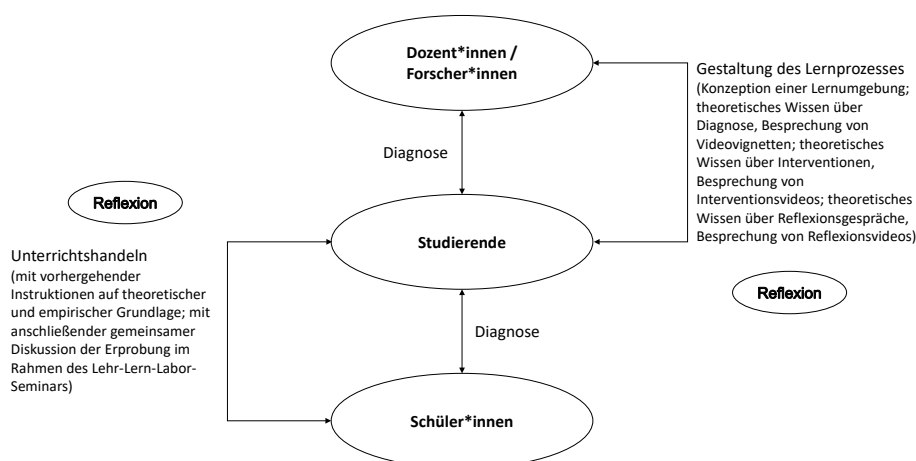 Dozent*innen /
Forscher*innen
Gestaltung des Lernprozesses
(Konzeption einer Lernumgebung;
theoretisches Wissen über
Diagnose, Besprechung von
Videovignetten; theoretisches
Wissen über Interventionen,
Besprechung von
Interventionsvideos; theoretisches
Wissen über Reflexionsgespräche,
Besprechung von Reflexionsvideos)
Diagnose
Reflexion
Studierende
Unterrichtshandeln
(mit vorhergehender
Instruktionen auf theoretischer
und empirischer Grundlage; mit
anschließender gemeinsamer
Diskussion der Erprobung im
Rahmen des Lehr-Lern-Labor-
Seminars)
Reflexion
Diagnose
Schüler*innen